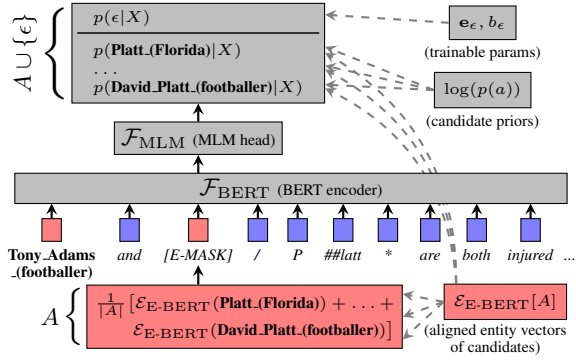 A ∪ {ϵ}
p(ϵ|X)
p(Platt_(Florida)|X)
. . .
p(David_Platt_(footballer)|X)
e_ϵ, b_ϵ
(trainable params)
log(p(a))
(candidate priors)
F_MLM (MLM head)
F_BERT (BERT encoder)
Tony_Adams _(footballer) and [E-MASK] / P ##latt * are both injured ...
A
1/|A| [E_E-BERT(Platt_(Florida)) + . . . +
E_E-BERT(David_Platt_(footballer))]
E_E-BERT[A]
(aligned entity vectors
of candidates)